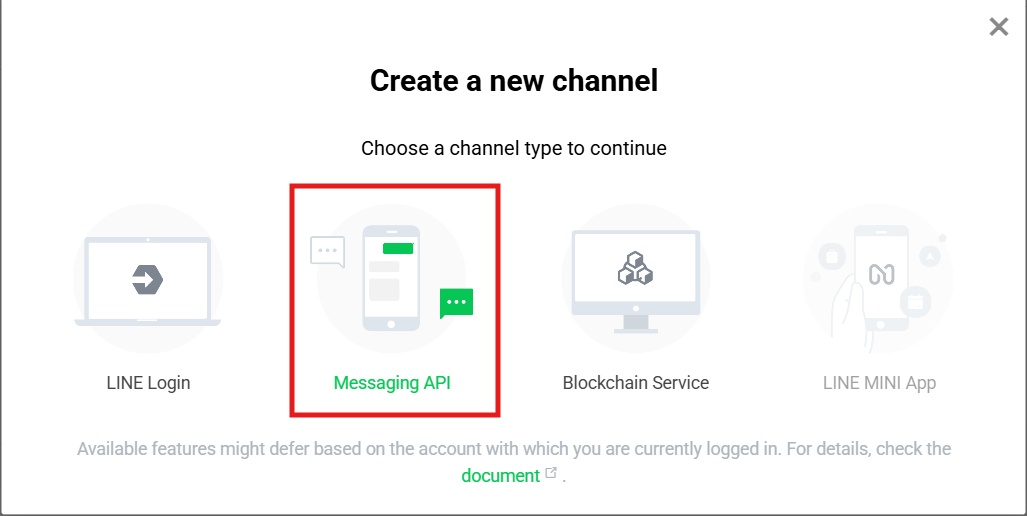 Create a new channel
Choose a channel type to continue
LINE Login
Messaging API
Blockchain Service
LINE MINI App
Available features might defer based on the account with which you are currently logged in. For details, check the
document .